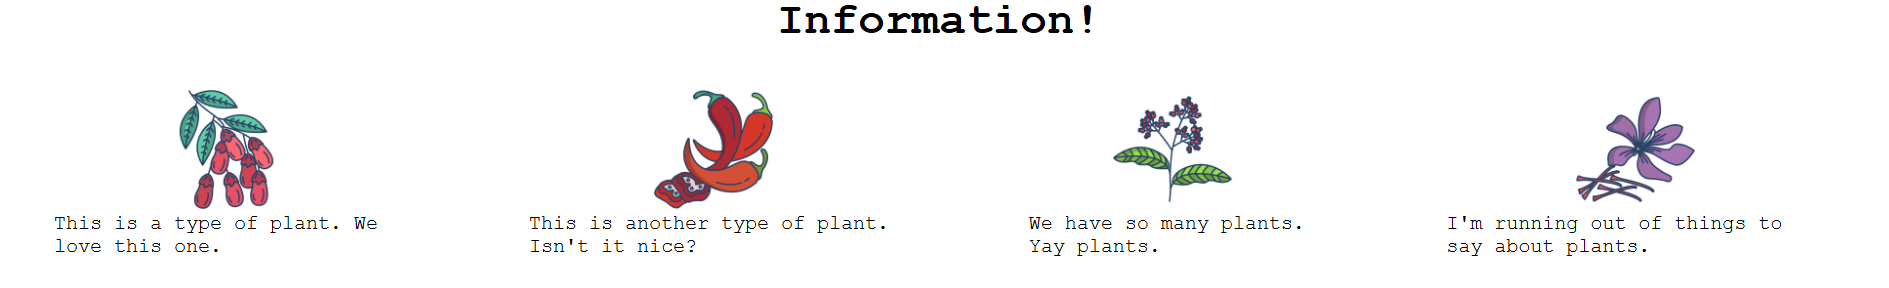 Information!
This is a type of plant. We
love this one.
This is another type of plant.
Isn't it nice?
We have so many plants.
Yay plants.
I'm running out of things to
say about plants.